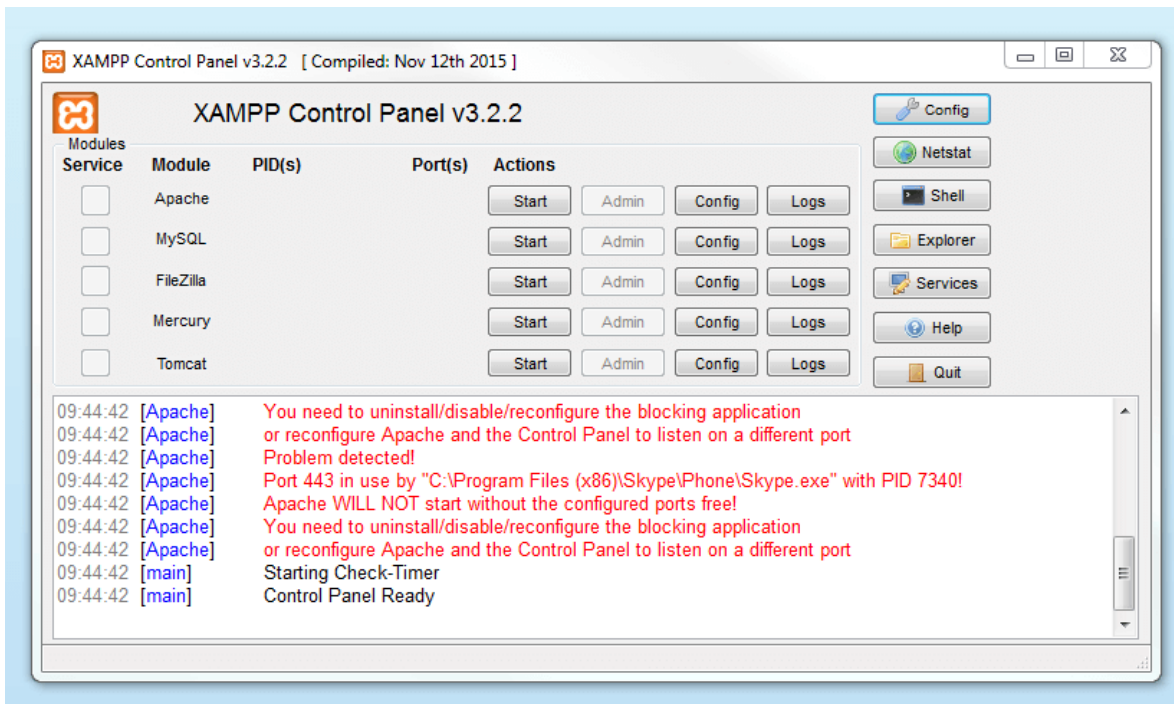 XAMPP Control Panel v3.2.2 [ Compiled: Nov 12th 2015 ]
XAMPP Control Panel v3.2.2
Config
Modules
Service Module PID(s) Port(s) Actions
Netstat
Apache Start Admin Config Logs
Shell
MySQL Start Admin Config Logs
Explorer
FileZilla Start Admin Config Logs
Services
Mercury Start Admin Config Logs
Help
Tomcat Start Admin Config Logs
Quit
09:44:42 [Apache] You need to uninstall/disable/reconfigure the blocking application
09:44:42 [Apache] or reconfigure Apache and the Control Panel to listen on a different port
09:44:42 [Apache] Problem detected!
09:44:42 [Apache] Port 443 in use by "C:\Program Files (x86)\Skype\Phone\Skype.exe" with PID 7340!
09:44:42 [Apache] Apache WILL NOT start without the configured ports free!
09:44:42 [Apache] You need to uninstall/disable/reconfigure the blocking application
09:44:42 [Apache] or reconfigure Apache and the Control Panel to listen on a different port
09:44:42 [main] Starting Check-Timer
09:44:42 [main] Control Panel Ready